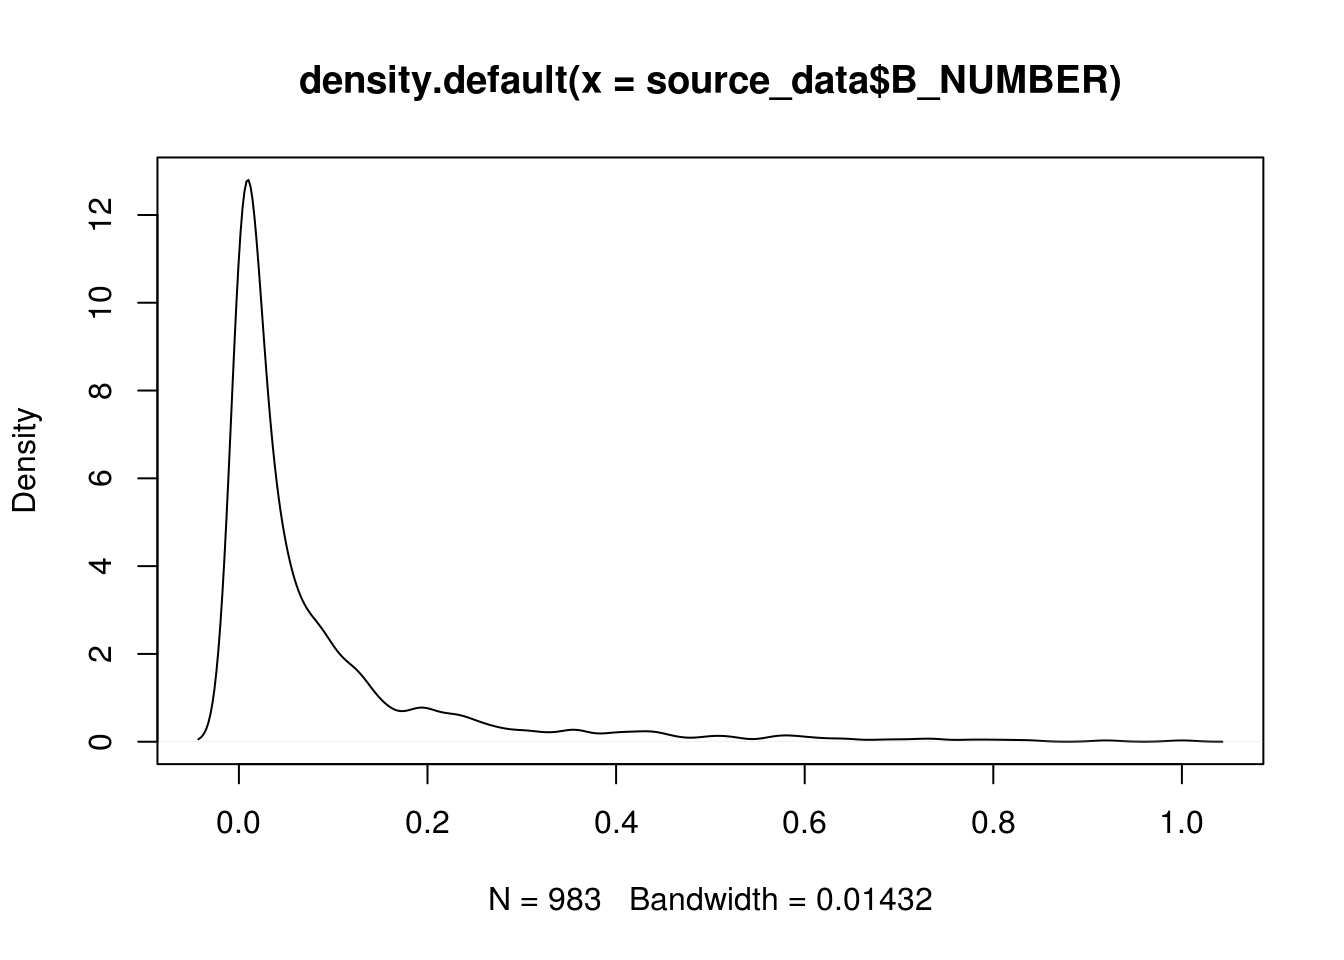 density.default(x = source_data$B_NUMBER)
12
10
8
6
4
2
0
Density
0.0 0.2 0.4 0.6 0.8 1.0
N = 983 Bandwidth = 0.01432